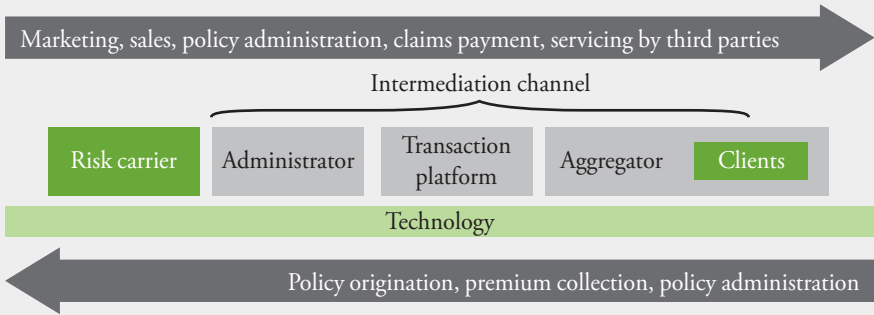 Marketing, sales, policy administration, claims payment, servicing by third parties
Intermediation channel
Risk carrier
Administrator
Transaction
platform
Aggregator
Clients
Technology
Policy origination, premium collection, policy administration